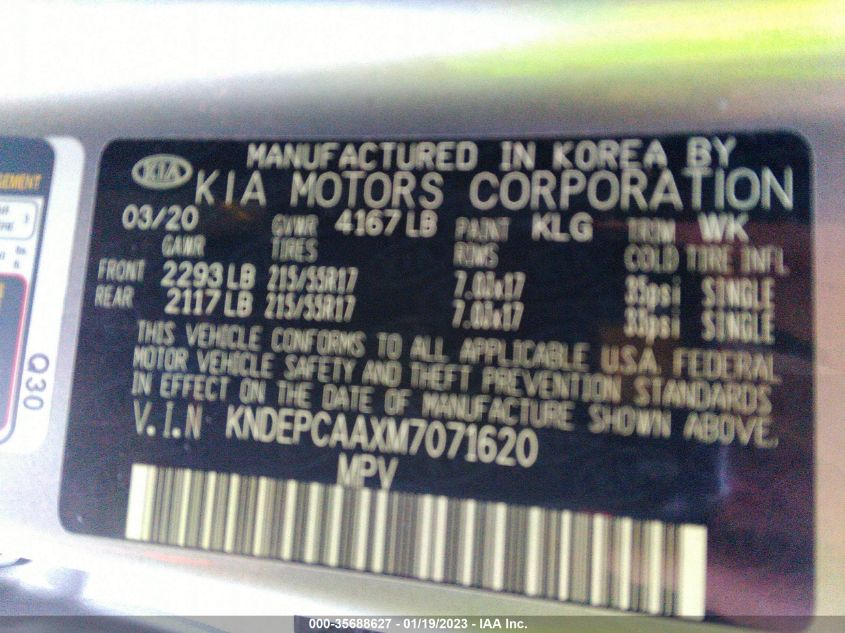 MANUFACTURED IN KOREA BY
KIA KIA MOTORS CORPORATION
03/20 GVWR 4167 LB PAINT KLG TRIM WK
GAWR TIRES RIMS COLD TIRE INFL
FRONT 2293 LB 215/55R17 7.0Jx17 35psi SINGLE
REAR 2117 LB 215/55R17 7.0Jx17 33psi SINGLE
THIS VEHICLE CONFORMS TO ALL APPLICABLE U.S.A. FEDERAL
MOTOR VEHICLE SAFETY AND THEFT PREVENTION STANDARDS
IN EFFECT ON THE DATE OF MANUFACTURE SHOWN ABOVE.
V.I.N KNDEPCAAXM7071620
MPV
Q30
000-35688627 - 01/19/2023 - IAA Inc.